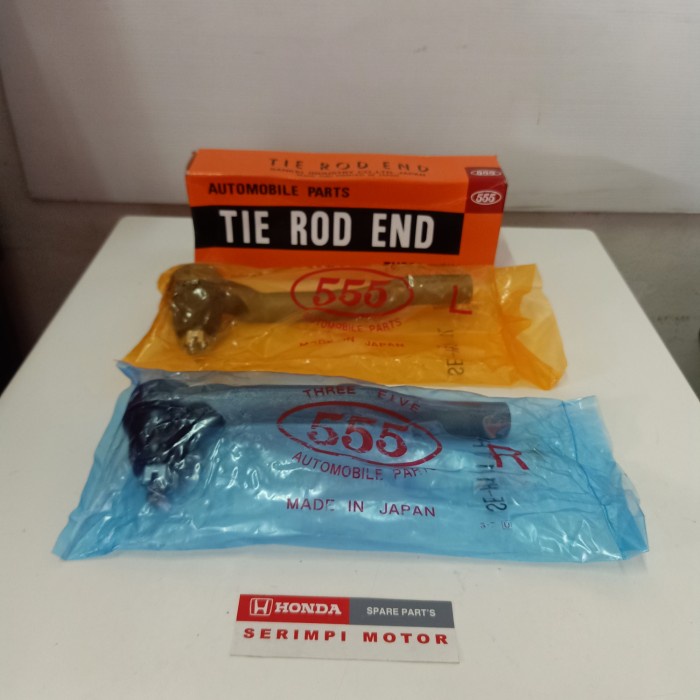 TIE ROD END
555
AUTOMOBILE PARTS
555
TIE ROD END
555
L
AUTOMOBILE PARTS
MADE IN JAPAN
THREE FIVE
555
R
AUTOMOBILE PART
MADE IN JAPAN
HONDA SPARE PART'S
SERIMPI MOTOR